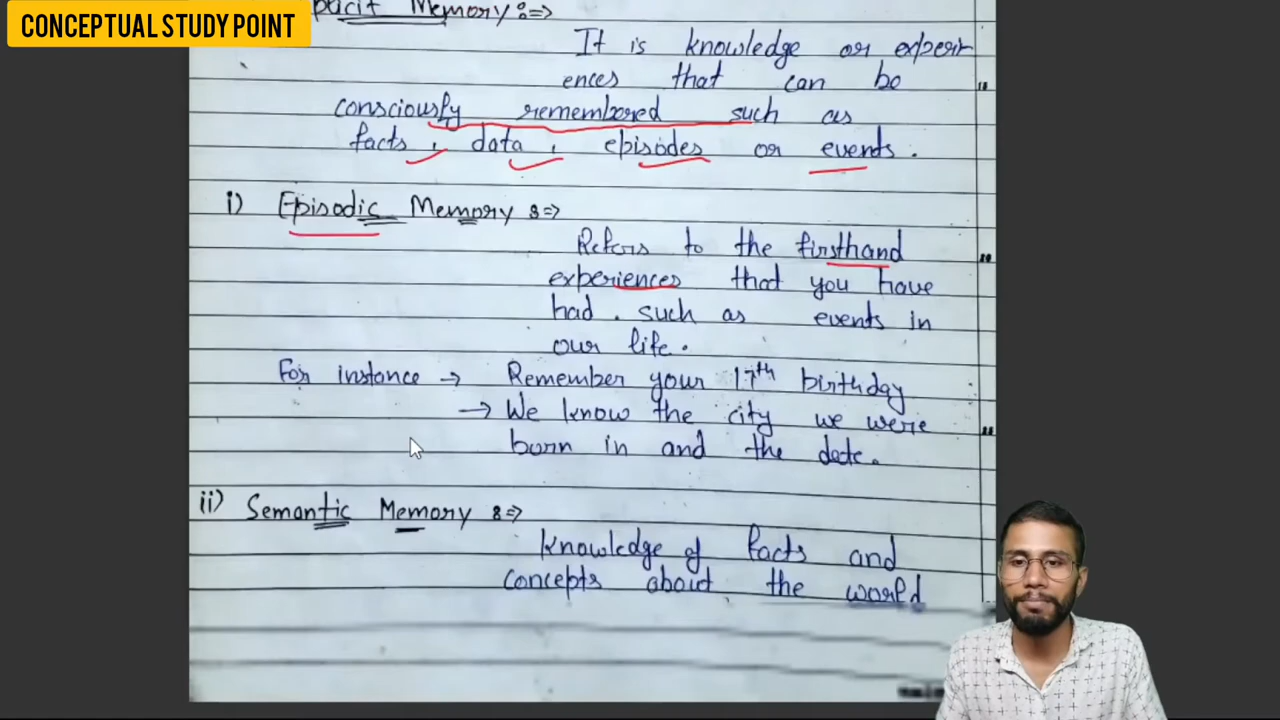 CONCEPTUAL STUDY POINT
Memory :⇒
It is knowledge or experi
ences that can be
consciously remembered such as
facts, data, episodes or events.
i) Episodic Memory :⇒
Refers to the firsthand
experiences that you have
had. such as events in
our life.
For instance → Remember your 17th birthday
→ We know the city we were
born in and the date.
ii) Semantic Memory :⇒
Knowledge of facts and
concepts about the world